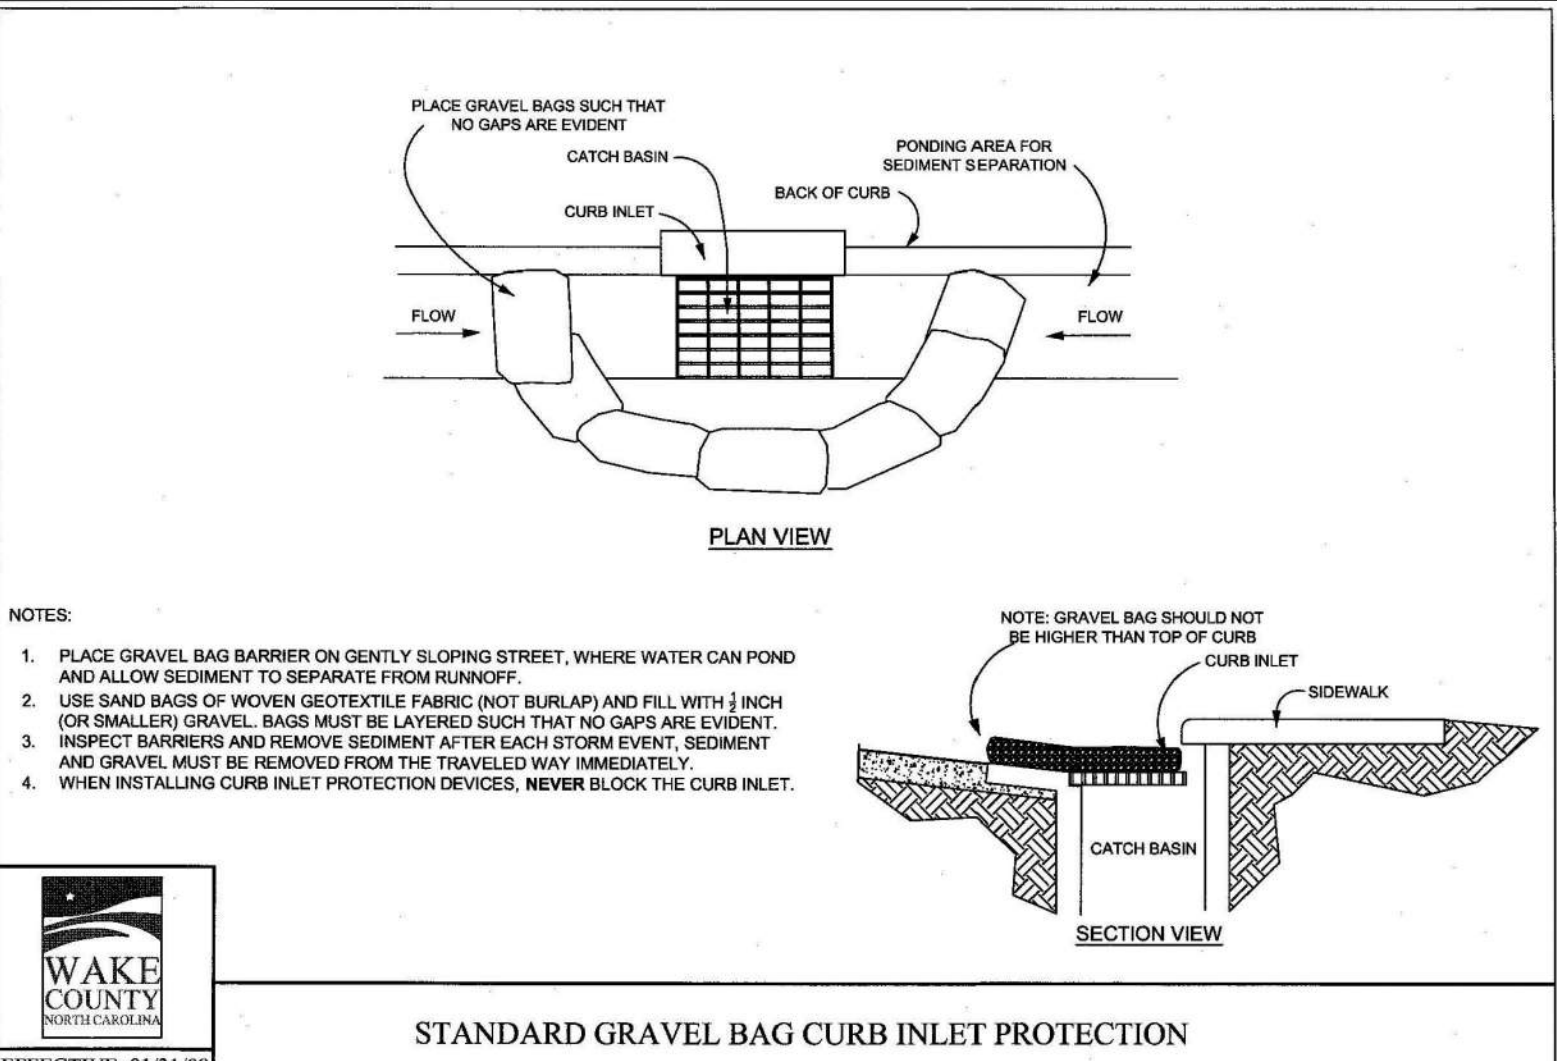 PLACE GRAVEL BAGS SUCH THAT
NO GAPS ARE EVIDENT
CATCH BASIN
CURB INLET
BACK OF CURB
PONDING AREA FOR
SEDIMENT SEPARATION
FLOW
FLOW
PLAN VIEW
NOTES:
1. PLACE GRAVEL BAG BARRIER ON GENTLY SLOPING STREET, WHERE WATER CAN POND
AND ALLOW SEDIMENT TO SEPARATE FROM RUNNOFF.
2. USE SAND BAGS OF WOVEN GEOTEXTILE FABRIC (NOT BURLAP) AND FILL WITH ½ INCH
(OR SMALLER) GRAVEL. BAGS MUST BE LAYERED SUCH THAT NO GAPS ARE EVIDENT.
3. INSPECT BARRIERS AND REMOVE SEDIMENT AFTER EACH STORM EVENT, SEDIMENT
AND GRAVEL MUST BE REMOVED FROM THE TRAVELED WAY IMMEDIATELY.
4. WHEN INSTALLING CURB INLET PROTECTION DEVICES, NEVER BLOCK THE CURB INLET.
NOTE: GRAVEL BAG SHOULD NOT
BE HIGHER THAN TOP OF CURB
CURB INLET
SIDEWALK
CATCH BASIN
SECTION VIEW
WAKE
COUNTY
NORTH CAROLINA
STANDARD GRAVEL BAG CURB INLET PROTECTION